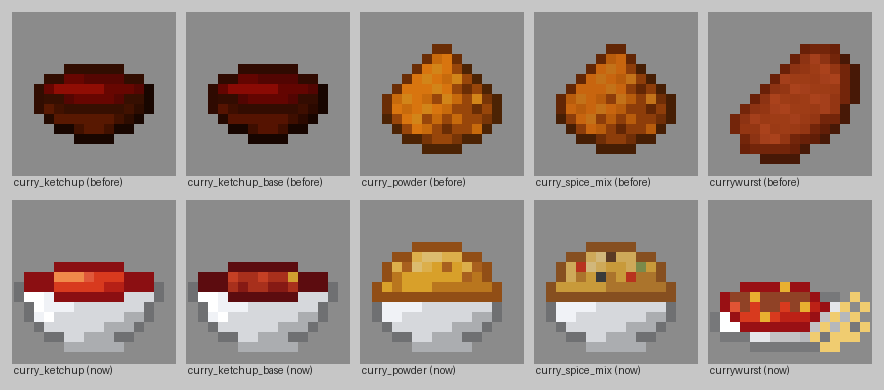 curry_ketchup (before)
curry_ketchup_base (before)
curry_powder (before)
curry_spice_mix (before)
currywurst (before)
curry_ketchup (now)
curry_ketchup_base (now)
curry_powder (now)
curry_spice_mix (now)
currywurst (now)